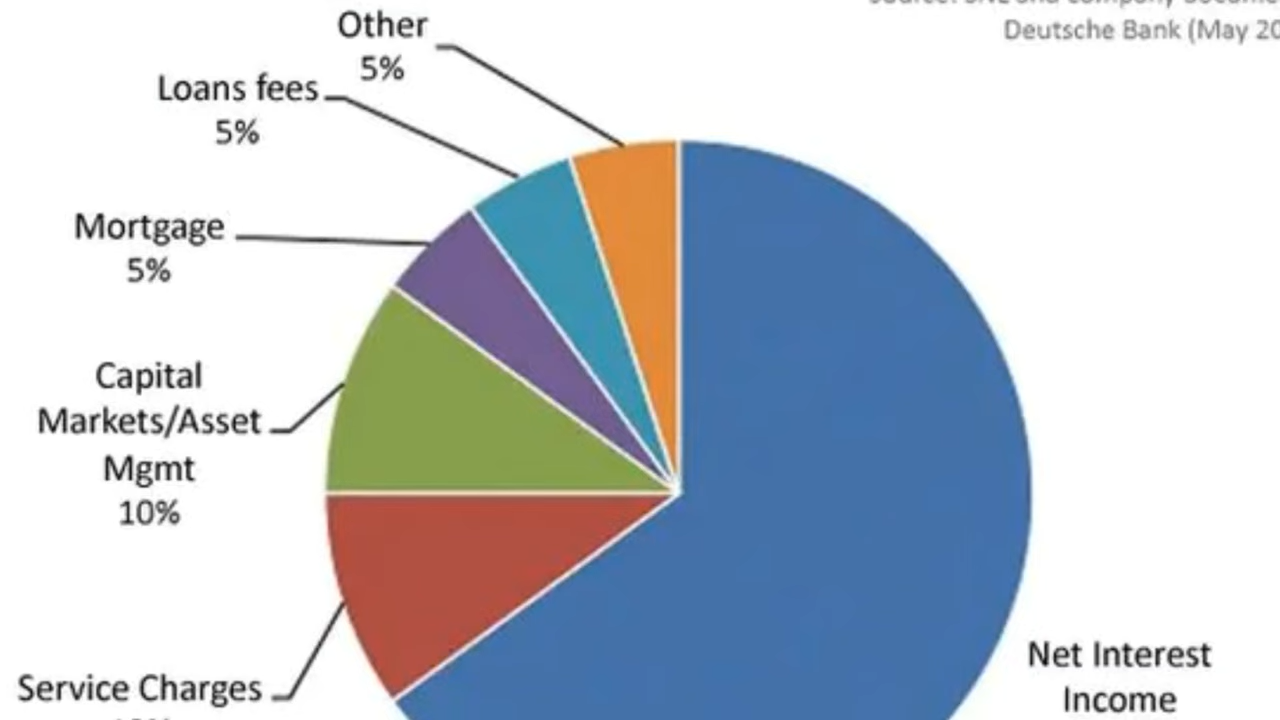 Deutsche Bank (May 20
Other
5%
Loans fees
5%
Mortgage
5%
Capital
Markets/Asset
Mgmt
10%
Service Charges
Net Interest
Income